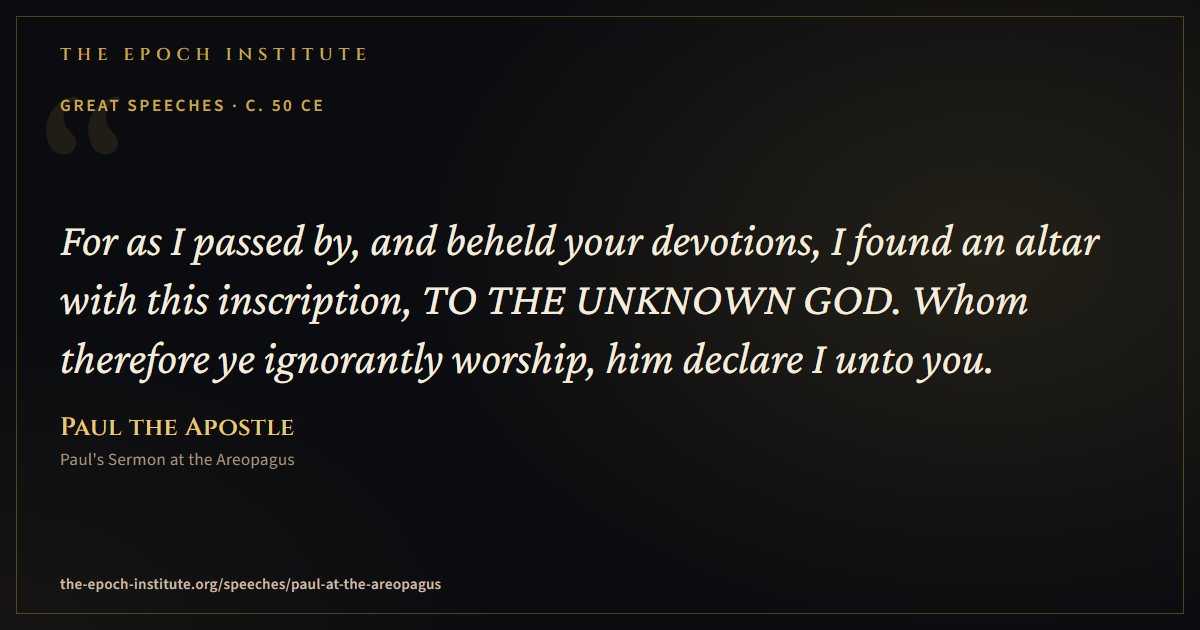 THE EPOCH INSTITUTE
GREAT SPEECHES · C. 50 CE
“
For as I passed by, and beheld your devotions, I found an altar
with this inscription, TO THE UNKNOWN GOD. Whom
therefore ye ignorantly worship, him declare I unto you.
PAUL THE APOSTLE
Paul's Sermon at the Areopagus
the-epoch-institute.org/speeches/paul-at-the-areopagus